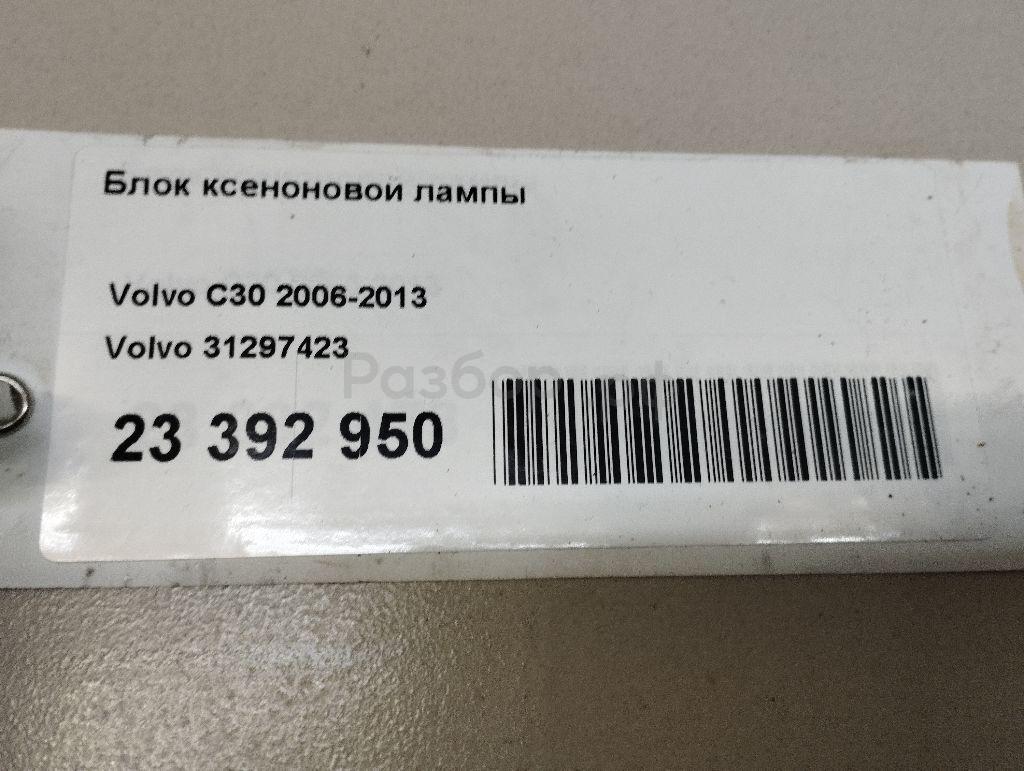 Блок ксеноновой лампы
Volvo C30 2006-2013
Volvo 31297423
23 392 950